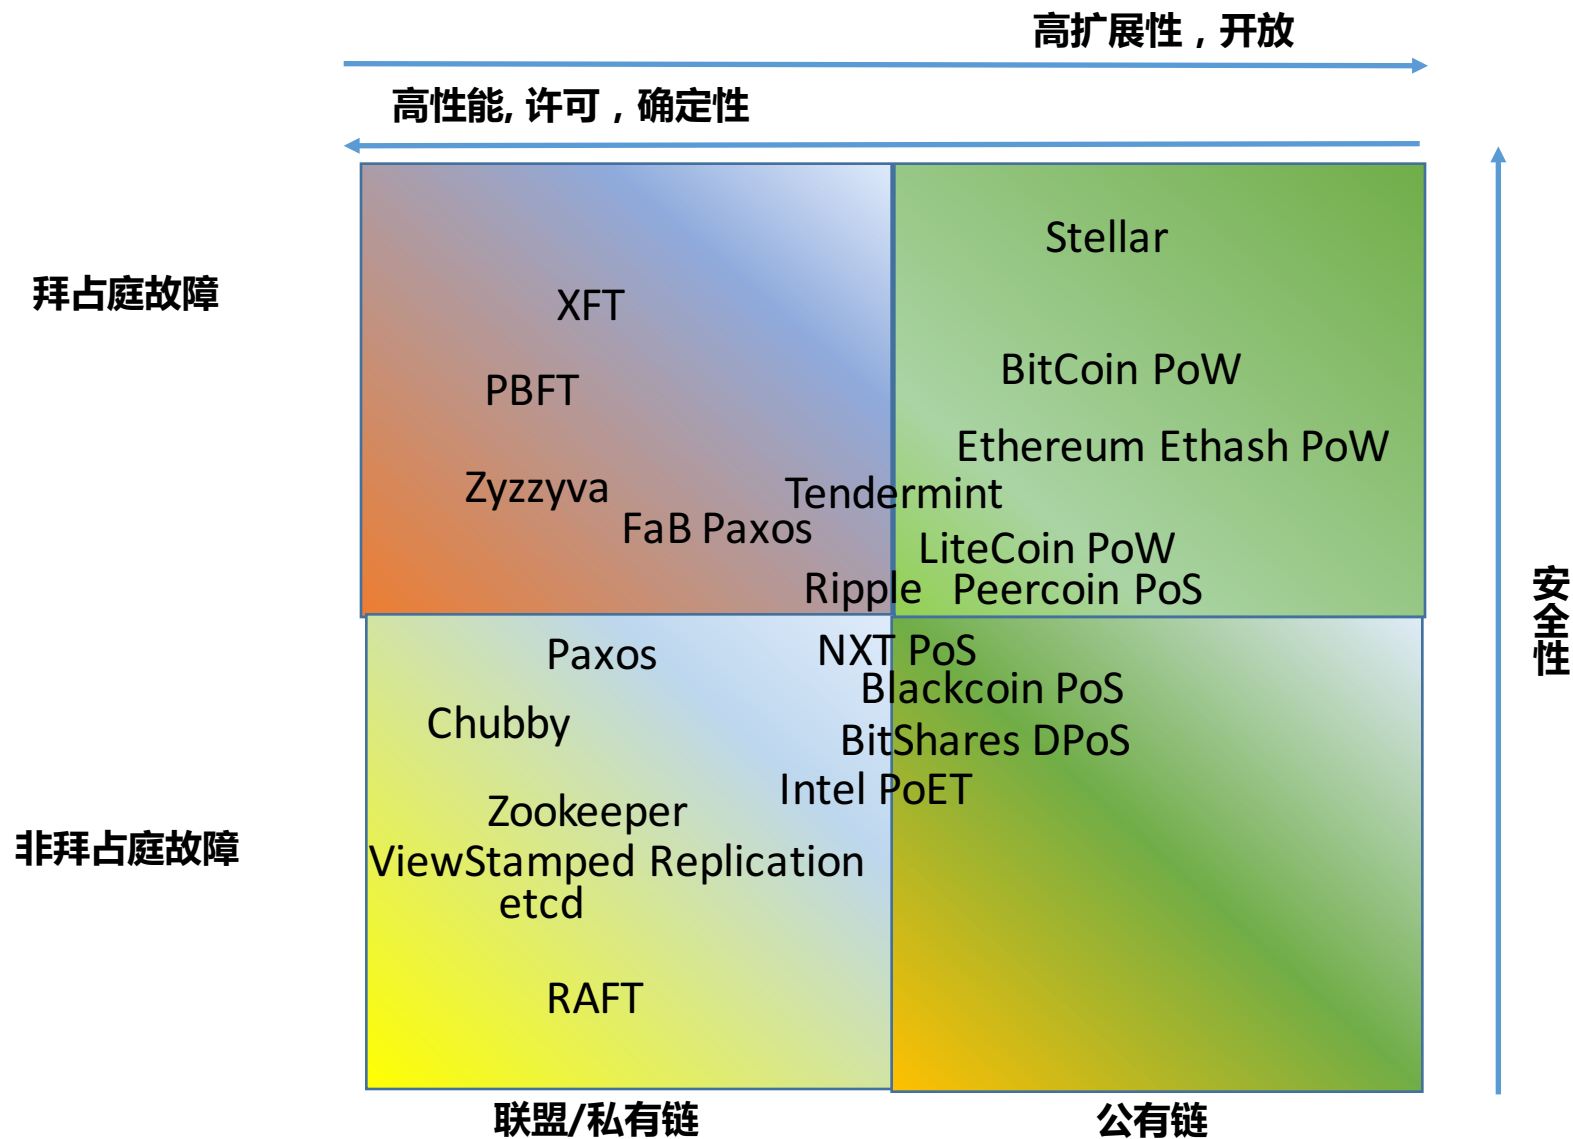 高扩展性，开放
高性能, 许可，确定性
拜占庭故障
Stellar
XFT
BitCoin PoW
PBFT
Ethereum Ethash PoW
Zyzzyva
Tendermint
FaB Paxos
LiteCoin PoW
Ripple
Peercoin PoS
安全性
Paxos
NXT PoS
Blackcoin PoS
Chubby
BitShares DPoS
Intel PoET
Zookeeper
非拜占庭故障
ViewStamped Replication
etcd
RAFT
联盟/私有链
公有链